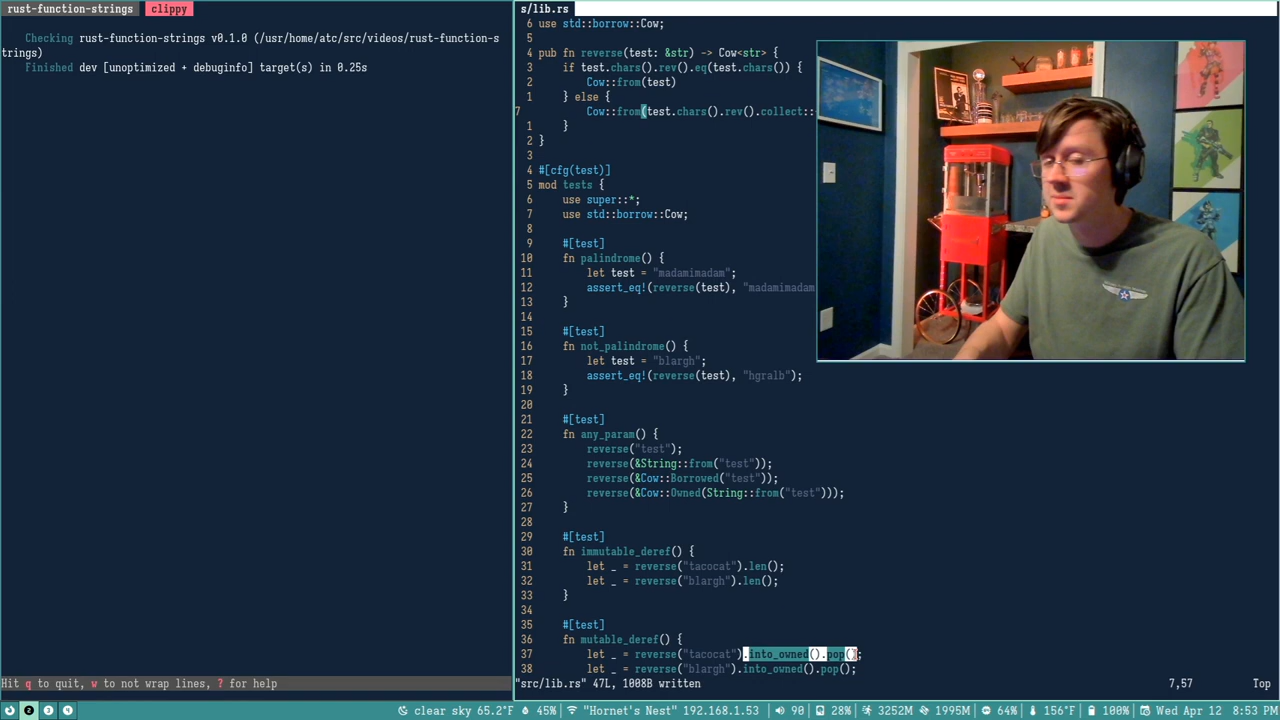 rust-function-strings clippy
Checking rust-function-strings v0.1.0 (/usr/home/atc/src/videos/rust-function-s
trings)
Finished dev [unoptimized + debuginfo] target(s) in 0.25s
Hit q to quit, w to not wrap lines, ? for help
s/lib.rs
6 use std::borrow::Cow;
5
4 pub fn reverse(test: &str) -> Cow<str> {
3 if test.chars().rev().eq(test.chars()) {
2 Cow::from(test)
1 } else {
7 Cow::from(test.chars().rev().collect::
1 }
2 }
3
4 #[cfg(test)]
5 mod tests {
6 use super::*;
7 use std::borrow::Cow;
8
9 #[test]
10 fn palindrome() {
11 let test = "madamimadam";
12 assert_eq!(reverse(test), "madamimadam
13 }
14
15 #[test]
16 fn not_palindrome() {
17 let test = "blargh";
18 assert_eq!(reverse(test), "hgralb");
19 }
20
21 #[test]
22 fn any_param() {
23 reverse("test");
24 reverse(&String::from("test"));
25 reverse(&Cow::Borrowed("test"));
26 reverse(&Cow::Owned(String::from("test")));
27 }
28
29 #[test]
30 fn immutable_deref() {
31 let _ = reverse("tacocat").len();
32 let _ = reverse("blargh").len();
33 }
34
35 #[test]
36 fn mutable_deref() {
37 let _ = reverse("tacocat").into_owned().pop();
38 let _ = reverse("blargh").into_owned().pop();
"src/lib.rs" 47L, 1008B written 7,57 Top
2 3 4 clear sky 65.2°F 45% "Hornet's Nest" 192.168.1.53 90 28% 3252M 1995M 64% 156°F 100% Wed Apr 12 8:53 PM